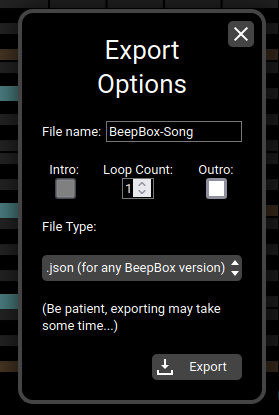 Export
Options
File name: BeepBox-Song
Intro: Loop Count: Outro:
1
File Type:
.json (for any BeepBox version)
(Be patient, exporting may take
some time...)
Export